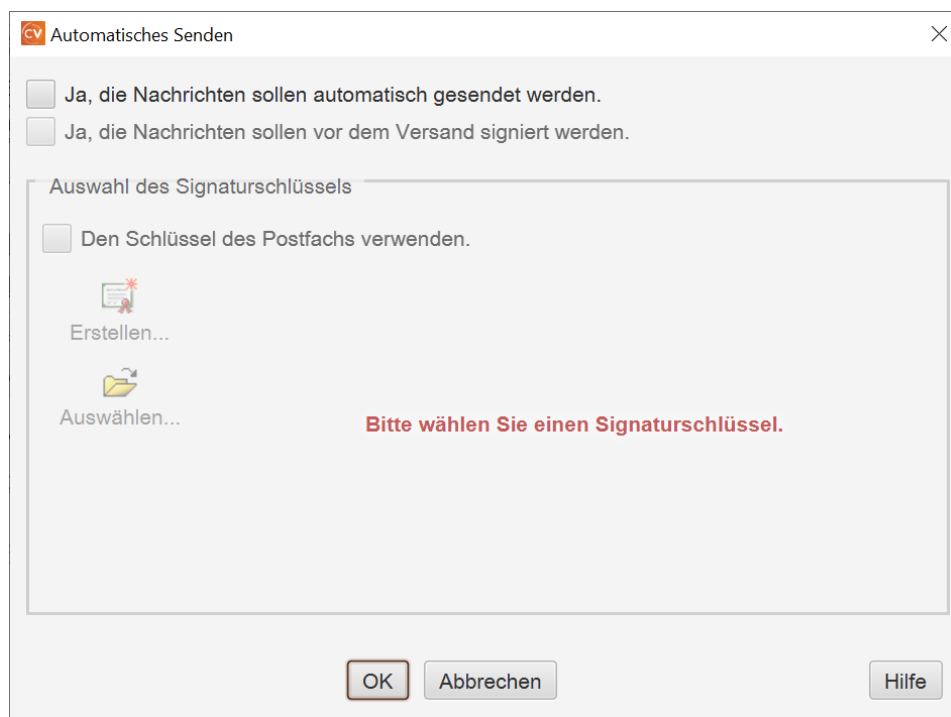 CV Automatisches Senden
Ja, die Nachrichten sollen automatisch gesendet werden.
Ja, die Nachrichten sollen vor dem Versand signiert werden.
Auswahl des Signaturschlüssels
Den Schlüssel des Postfachs verwenden.
Erstellen...
Auswählen...
Bitte wählen Sie einen Signaturschlüssel.
OK Abbrechen Hilfe